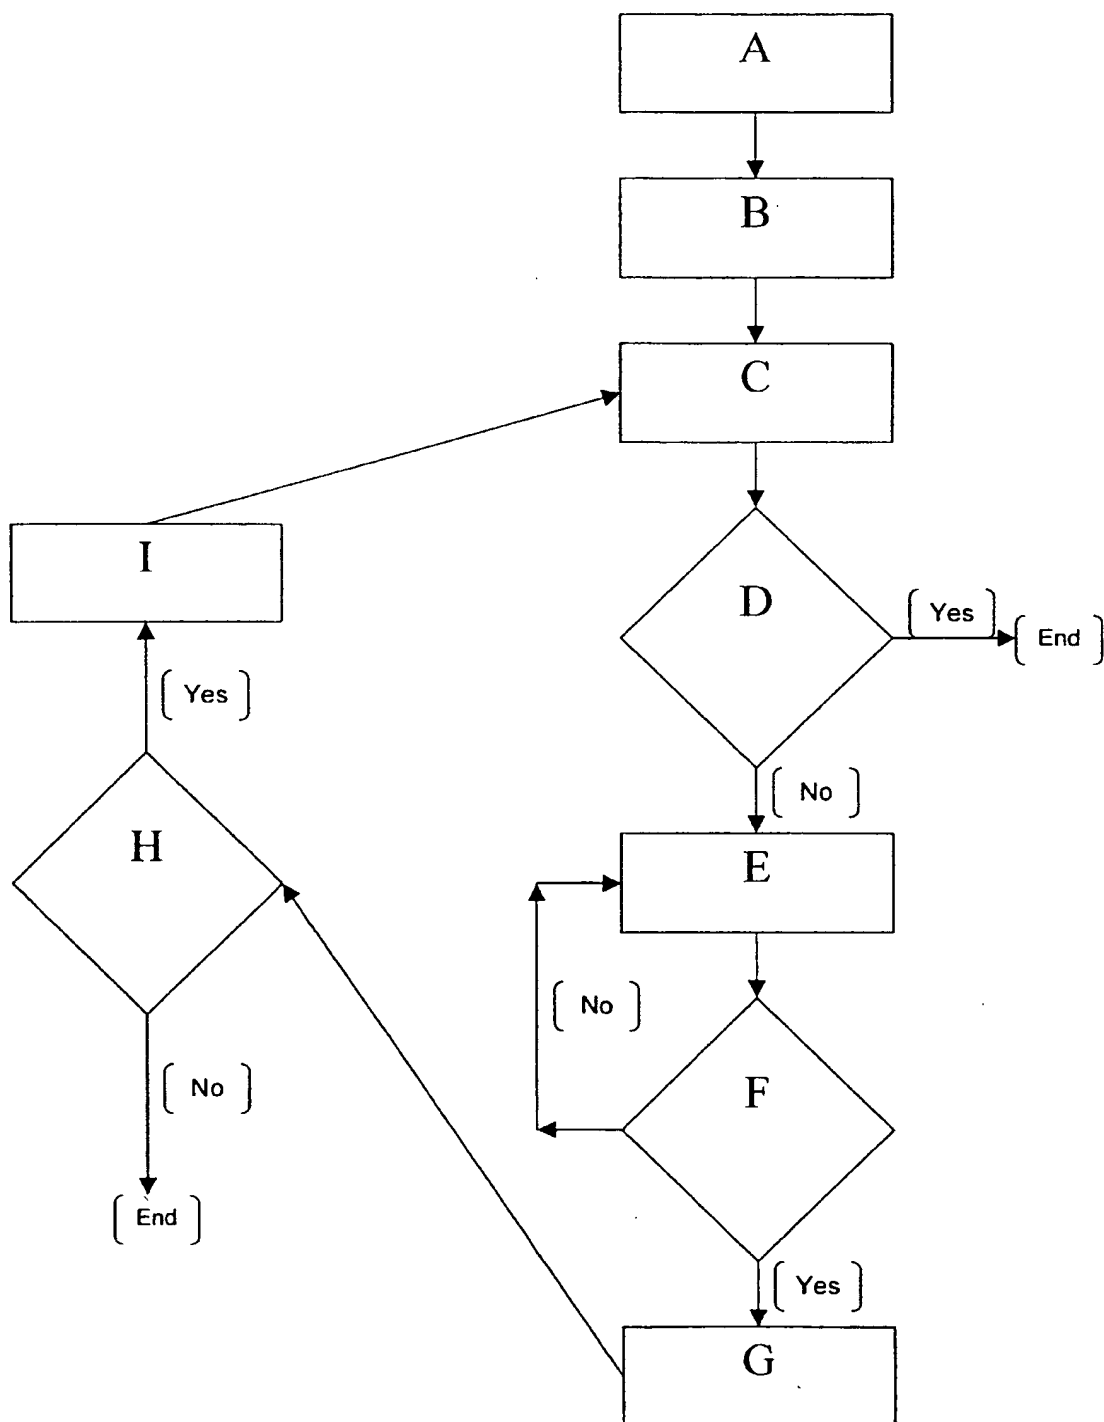 A
B
C
I
D
[ Yes ]
[ End ]
[ Yes ]
[ No ]
H
E
[ No ]
[ No ]
F
[ End ]
[ Yes ]
G